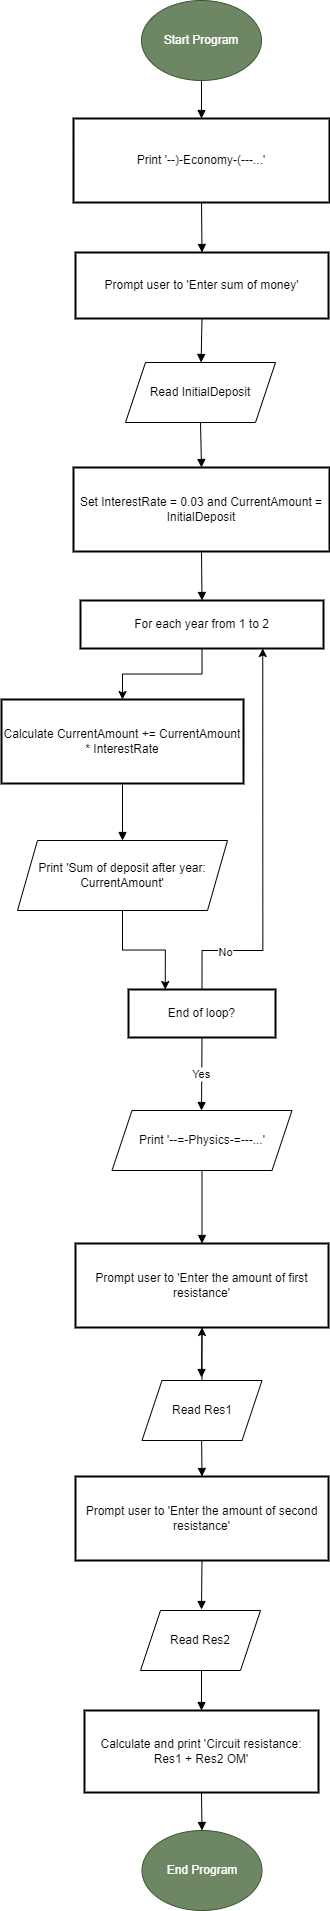 Start Program
Print '--)-Economy-(---...'
Prompt user to 'Enter sum of money'
Read InitialDeposit
Set InterestRate = 0.03 and CurrentAmount =
InitialDeposit
For each year from 1 to 2
Calculate CurrentAmount += CurrentAmount
* InterestRate
Print 'Sum of deposit after year:
CurrentAmount'
No
End of loop?
Yes
Print '--=-Physics-=---...'
Prompt user to 'Enter the amount of first
resistance'
Read Res1
Prompt user to 'Enter the amount of second
resistance'
Read Res2
Calculate and print 'Circuit resistance:
Res1 + Res2 OM'
End Program